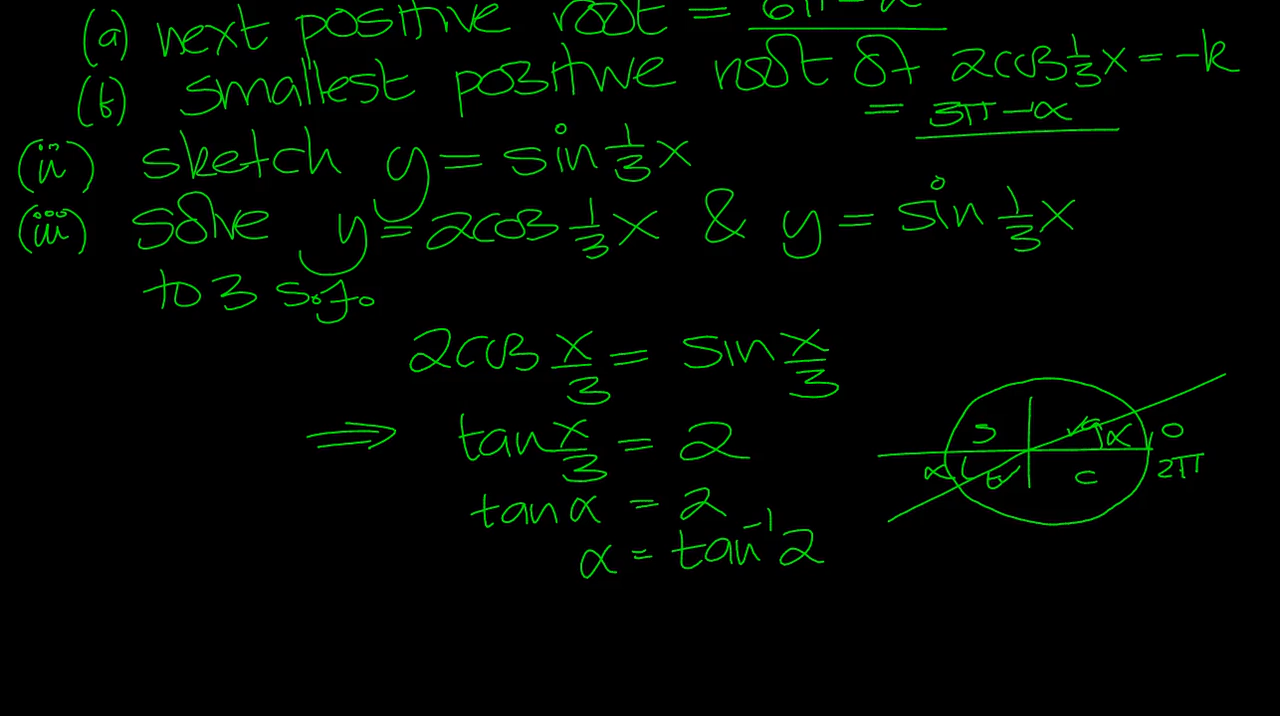 (a) next positive root = 6π - α
(b) smallest positive root of 2cos⅓x = -k
= 3π - α
(ii) sketch y = sin⅓x
(iii) solve y = 2cos⅓x & y = sin⅓x
to 3 s.f.
2cos x/3 = sin x/3
⇒ tan x/3 = 2
tan α = 2
α = tan⁻¹2
S α 0
α t c 2π